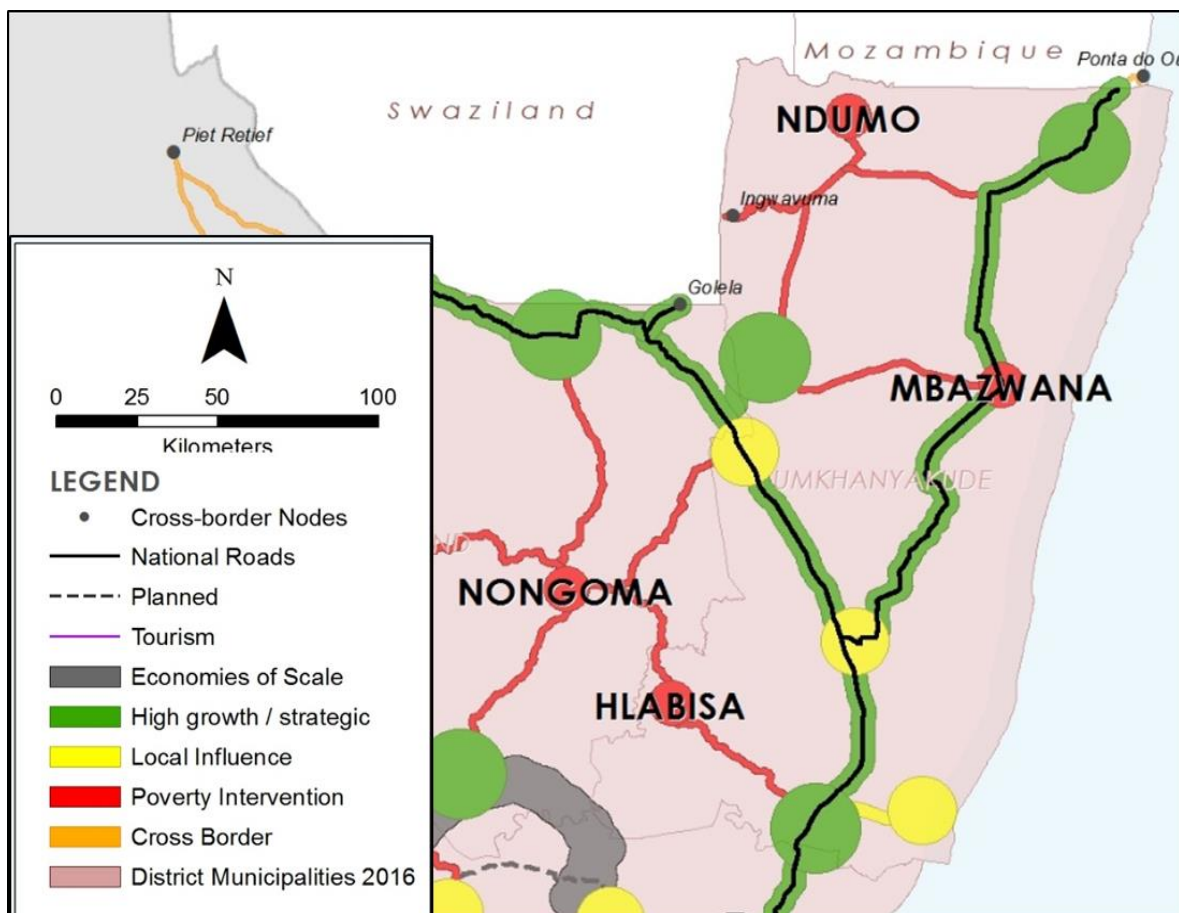 Mozambique
Ponta do Ou
Swaziland
NDUMO
Piet Retief
Ingwavuma
Golela
MBAZWANA
UMKHANYAKUDE
ND
NONGOMA
HLABISA
N
0 25 50 100
Kilometers
LEGEND
Cross-border Nodes
National Roads
Planned
Tourism
Economies of Scale
High growth / strategic
Local Influence
Poverty Intervention
Cross Border
District Municipalities 2016